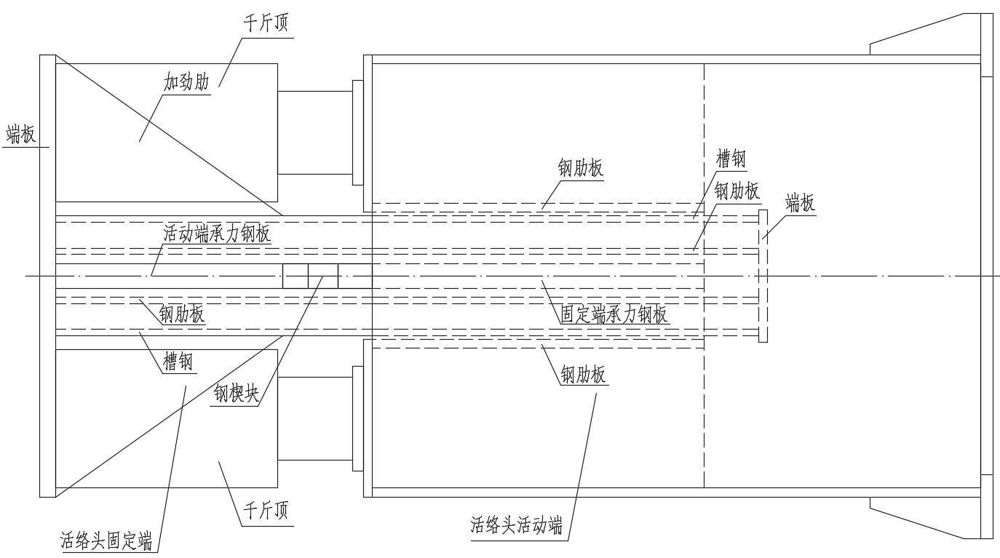 千斤顶
加劲肋
端板
钢肋板
槽钢
钢肋板
端板
活动端承力钢板
钢肋板
固定端承力钢板
槽钢
钢肋板
钢楔块
千斤顶
活络头活动端
活络头固定端